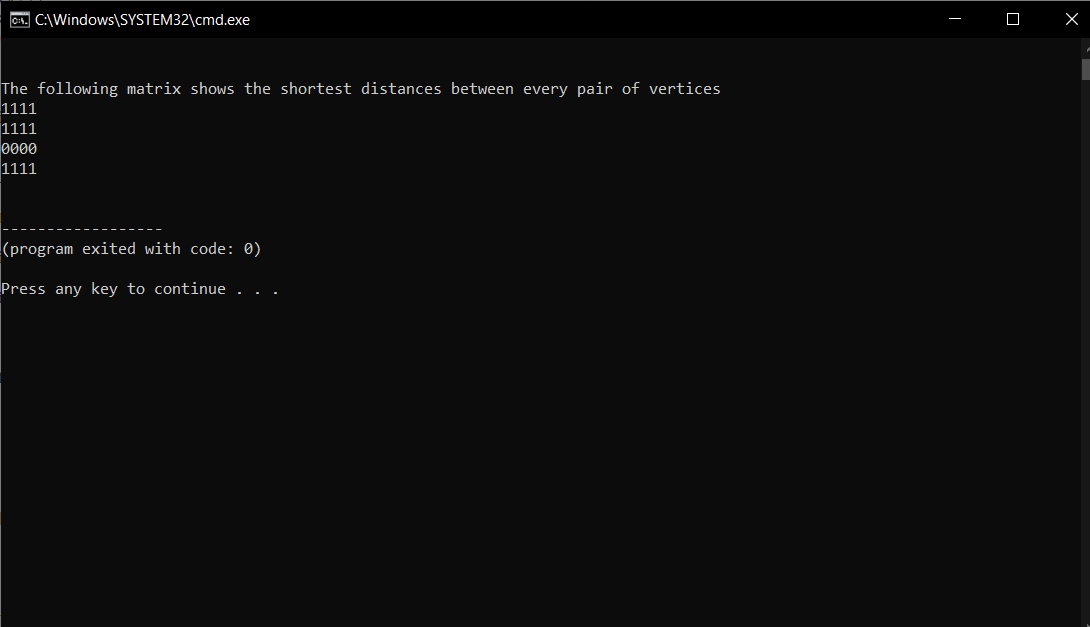 C:\Windows\SYSTEM32\cmd.exe
The following matrix shows the shortest distances between every pair of vertices
1111
1111
0000
1111
------------------
(program exited with code: 0)
Press any key to continue . . .